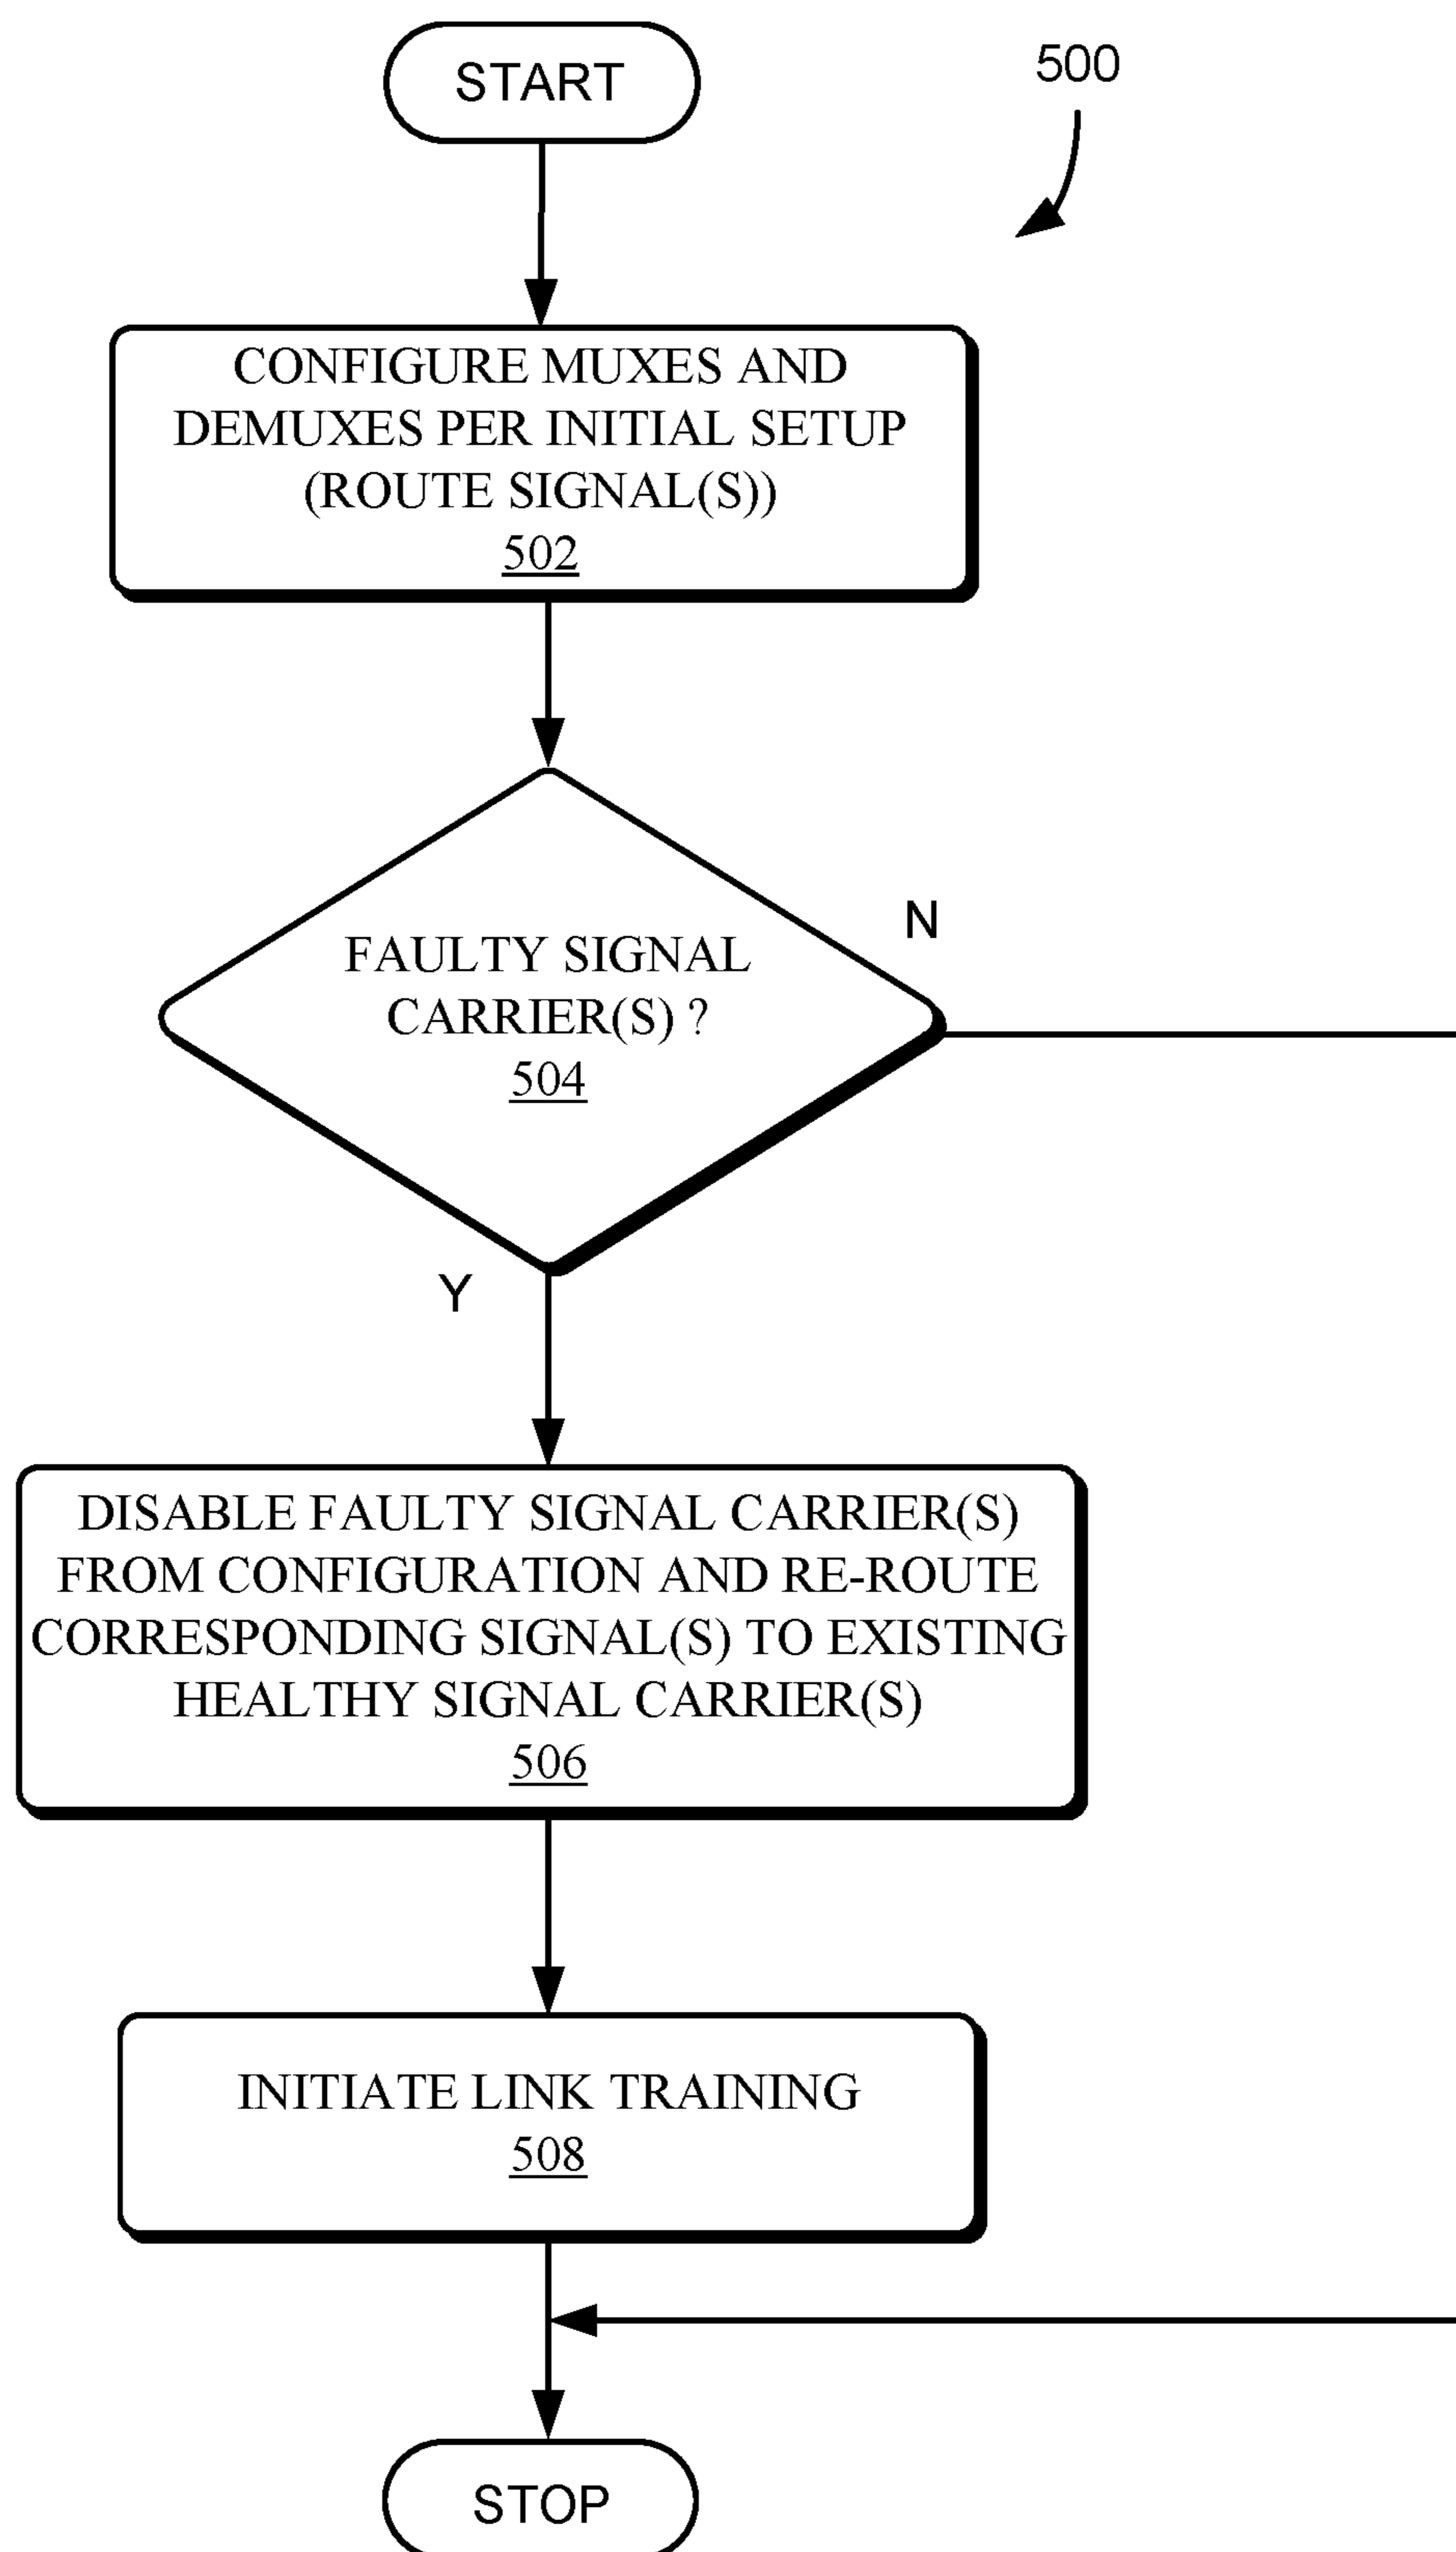 START
500
CONFIGURE MUXES AND
DEMUXES PER INITIAL SETUP
(ROUTE SIGNAL(S))
502
N
FAULTY SIGNAL
CARRIER(S) ?
504
Y
DISABLE FAULTY SIGNAL CARRIER(S)
FROM CONFIGURATION AND RE-ROUTE
CORRESPONDING SIGNAL(S) TO EXISTING
HEALTHY SIGNAL CARRIER(S)
506
INITIATE LINK TRAINING
508
STOP